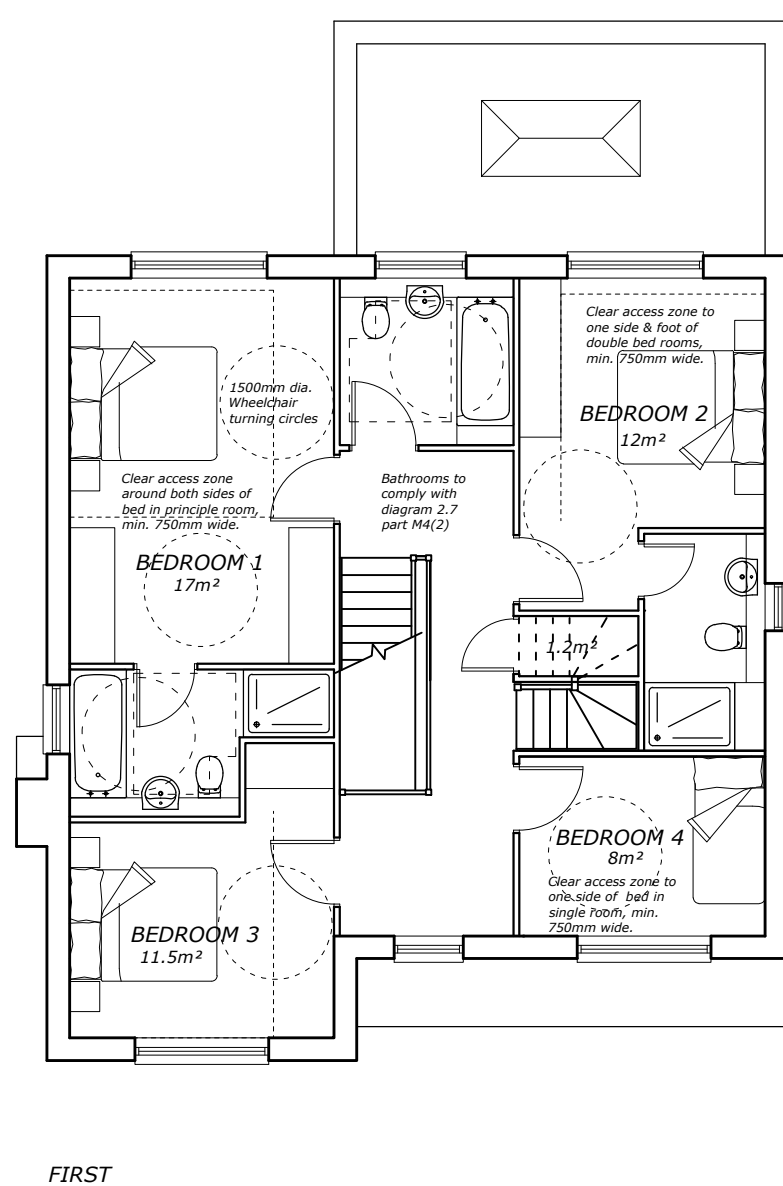 Clear access zone to
one side & foot of
double bed rooms,
min. 750mm wide.
1500mm dia.
Wheelchair
turning circles
BEDROOM 2
12m²
Clear access zone
around both sides of
bed in principle room,
min. 750mm wide.
Bathrooms to
comply with
diagram 2.7
part M4(2)
BEDROOM 1
17m²
1.2m²
BEDROOM 4
8m²
Clear access zone to
one side of bed in
single room, min.
750mm wide.
BEDROOM 3
11.5m²
FIRST